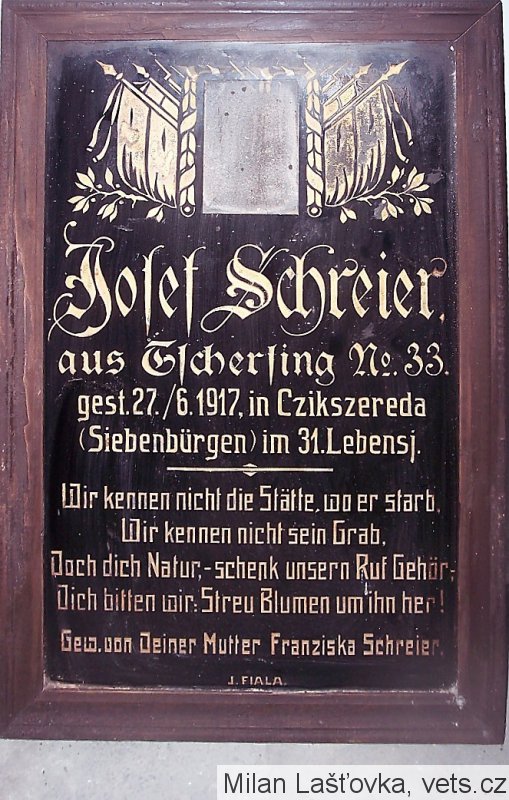 Josef Schreier,
aus Tschersing No. 33.
gest. 27./6. 1917, in Czikszereda
(Siebenbürgen) im 31. Lebensj.
Wir kennen nicht die Stätte, wo er starb,
Wir kennen nicht sein Grab,
Doch dich Natur,-schenk unsern Ruf Gehör,-
Dich bitten wir: Streu Blumen um ihn her!
Gew. von Deiner Mutter Franziska Schreier.
J. FIALA.
Milan Lašťovka, vets.cz